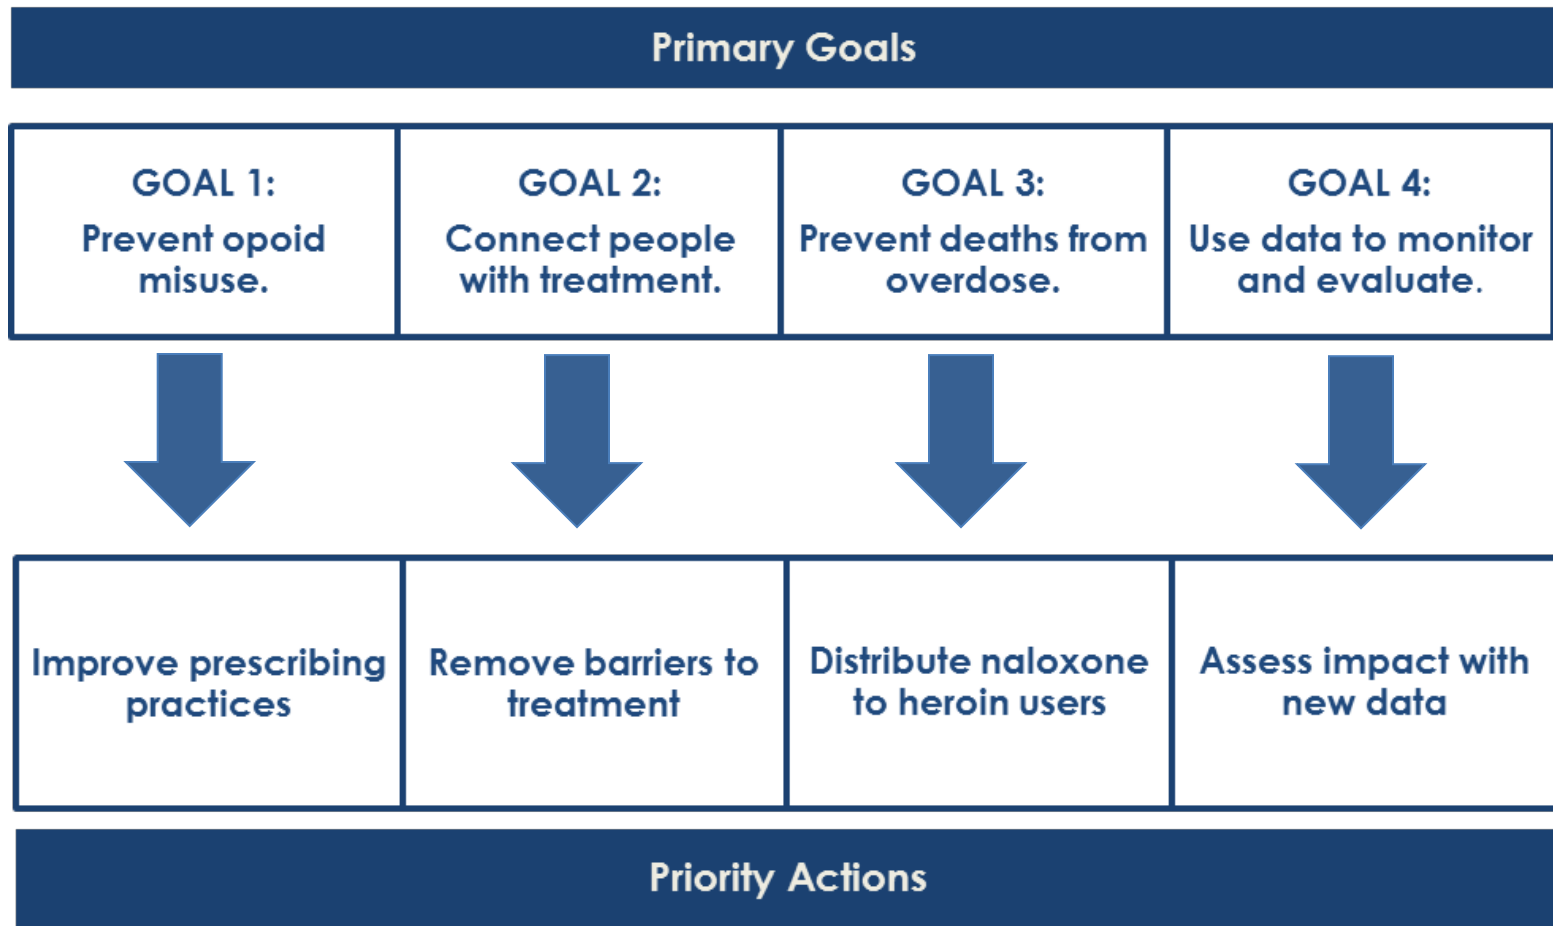 Primary Goals
GOAL 1:
Prevent opoid
misuse.
GOAL 2:
Connect people
with treatment.
GOAL 3:
Prevent deaths from
overdose.
GOAL 4:
Use data to monitor
and evaluate.
Improve prescribing
practices
Remove barriers to
treatment
Distribute naloxone
to heroin users
Assess impact with
new data
Priority Actions